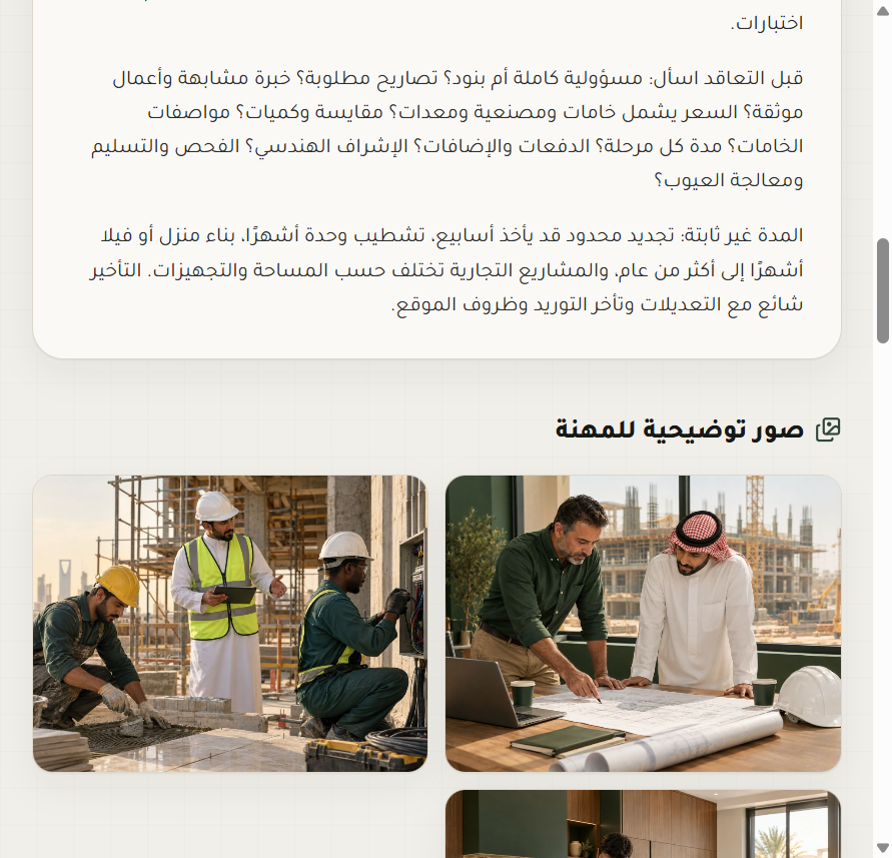 اختبارات.
قبل التعاقد اسأل: مسؤولية كاملة أم بنود؟ تصاريح مطلوبة؟ خبرة مشابهة وأعمال
موثقة؟ السعر يشمل خامات ومصنعية ومعدات؟ مقايسة وكميات؟ مواصفات
الخامات؟ مدة كل مرحلة؟ الدفعات والإضافات؟ الإشراف الهندسي؟ الفحص والتسليم
ومعالجة العيوب؟
المدة غير ثابتة: تجديد محدود قد يأخذ أسابيع، تشطيب وحدة أشهرًا، بناء منزل أو فيلا
أشهرًا إلى أكثر من عام، والمشاريع التجارية تختلف حسب المساحة والتجهيزات. التأخير
شائع مع التعديلات وتأخر التوريد وظروف الموقع.
صور توضيحية للمهنة